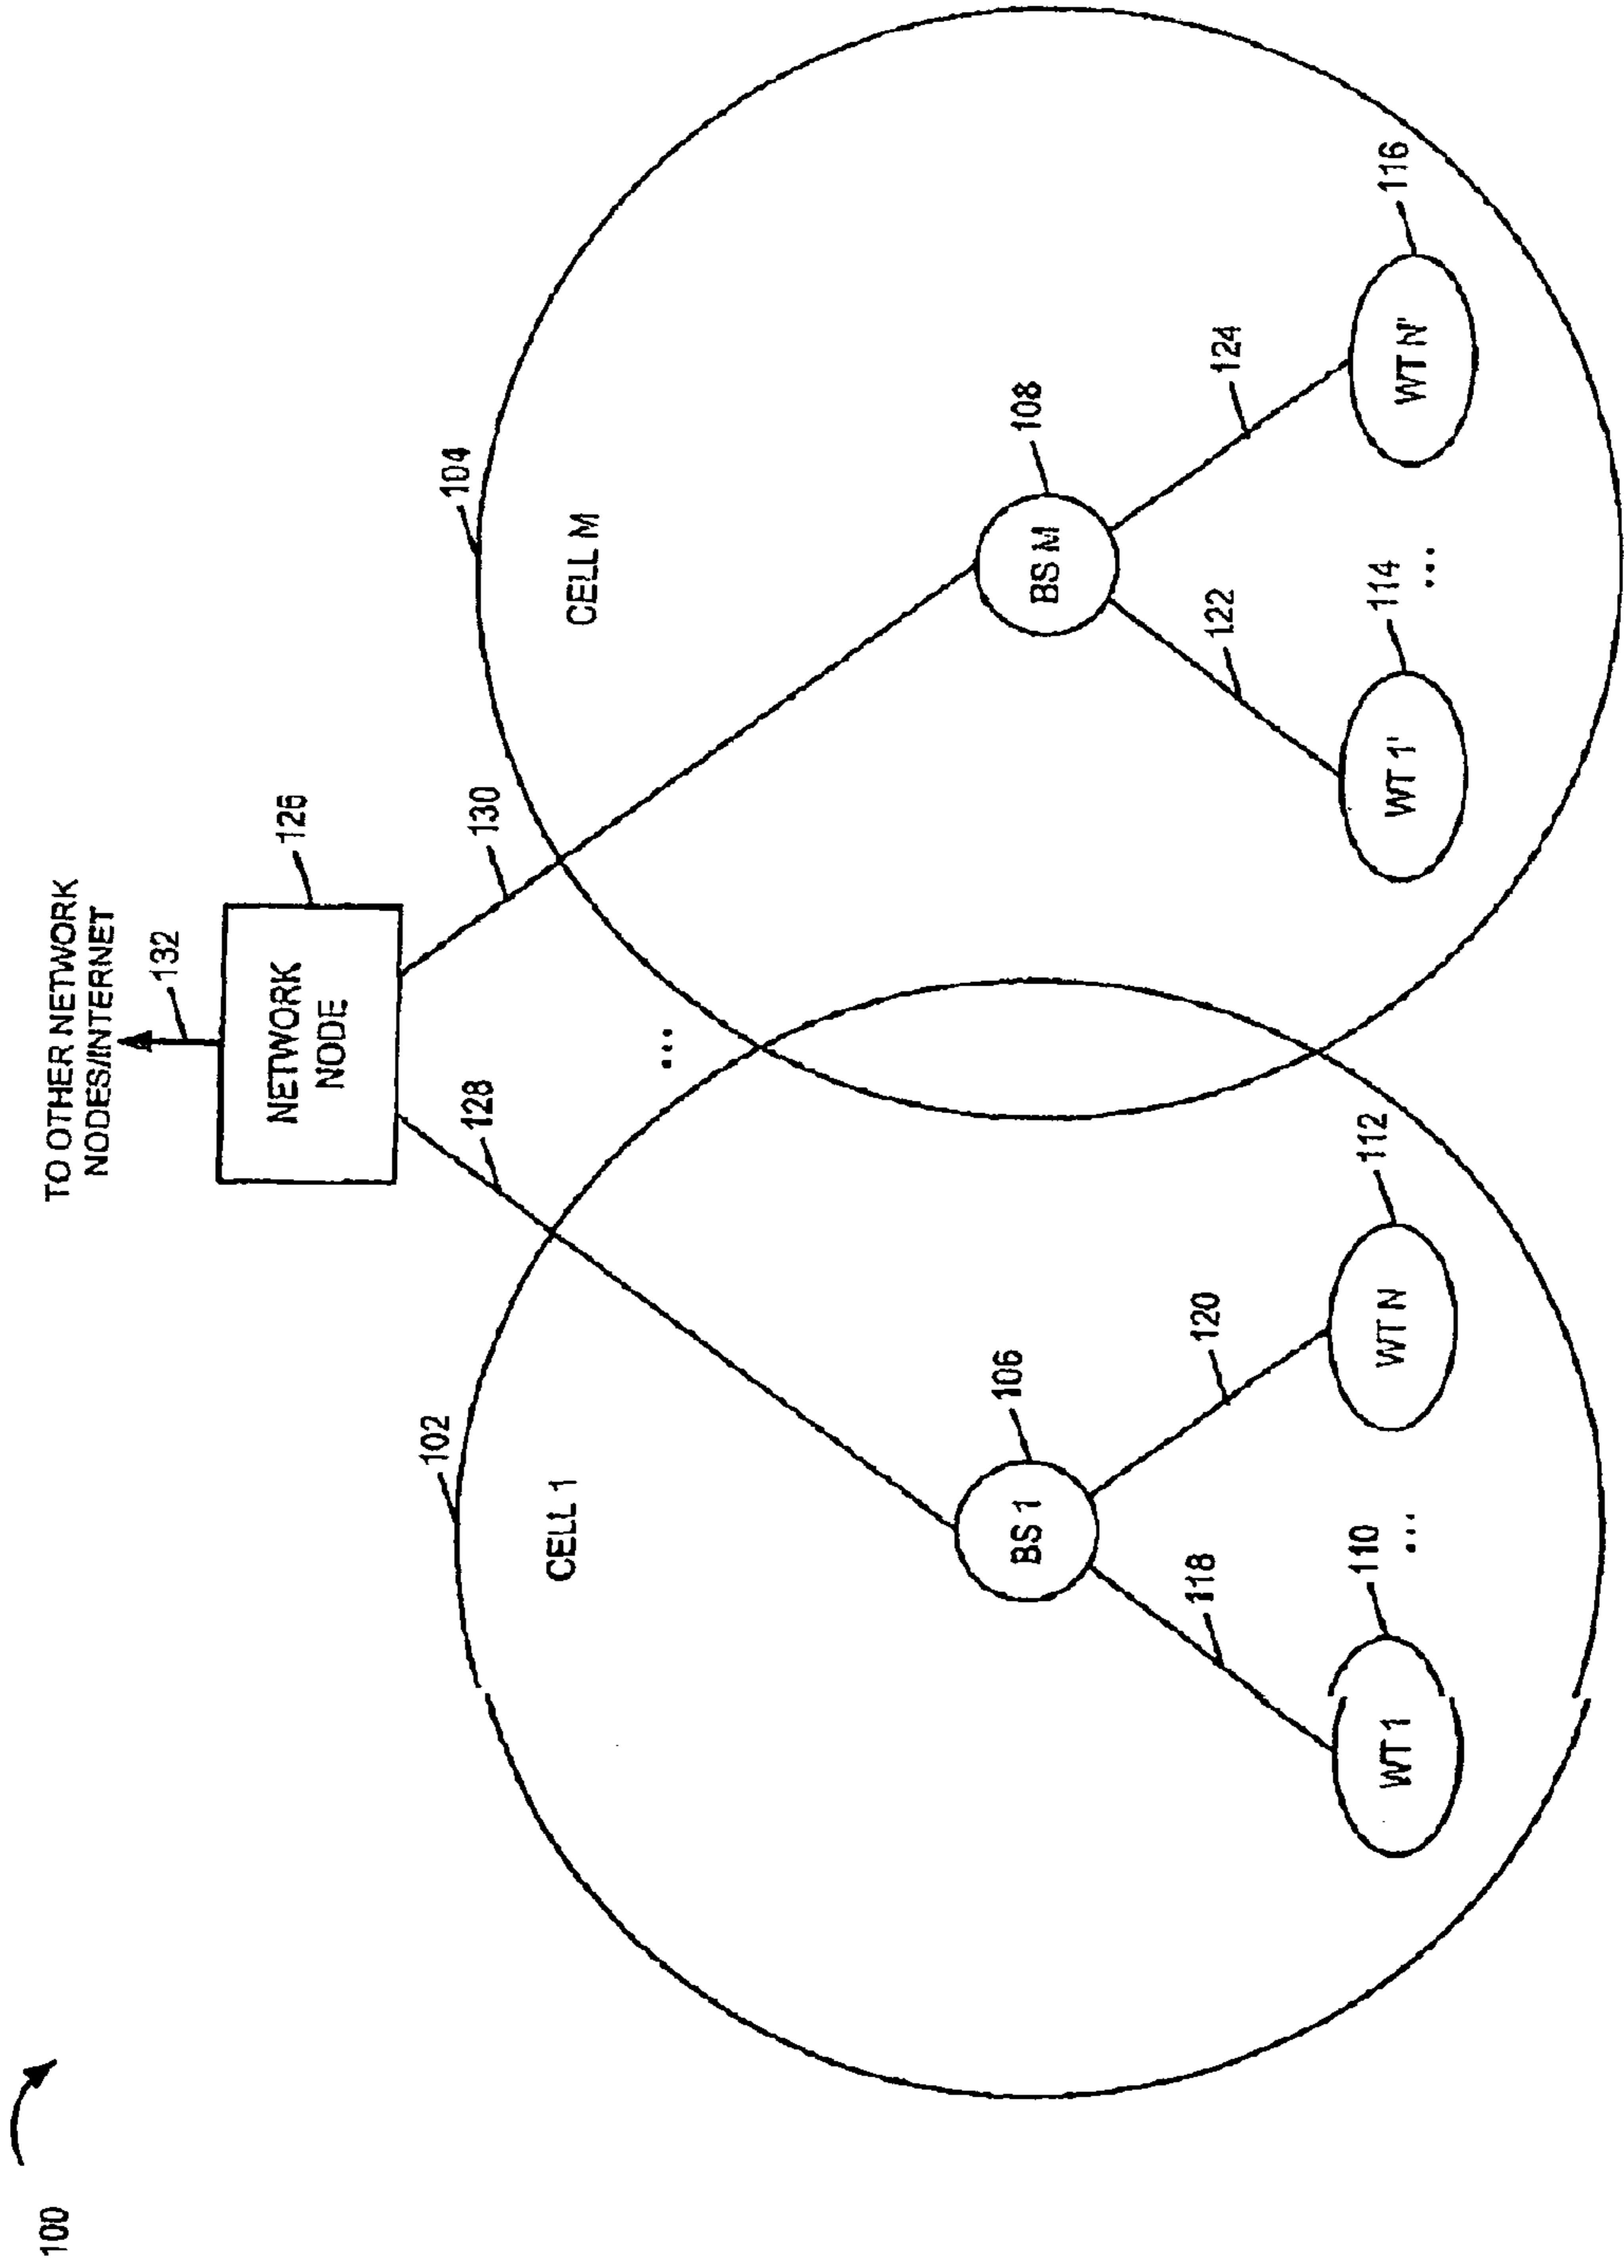 100
TO OTHER NETWORK
NODES/INTERNET
132
NETWORK
NODE
126
128
130
...
102
CELL 1
104
CELL M
106
BS 1
108
BS M
118
120
122
124
110
WT 1
...
112
WT N
114
WT 1'
...
116
WT N'